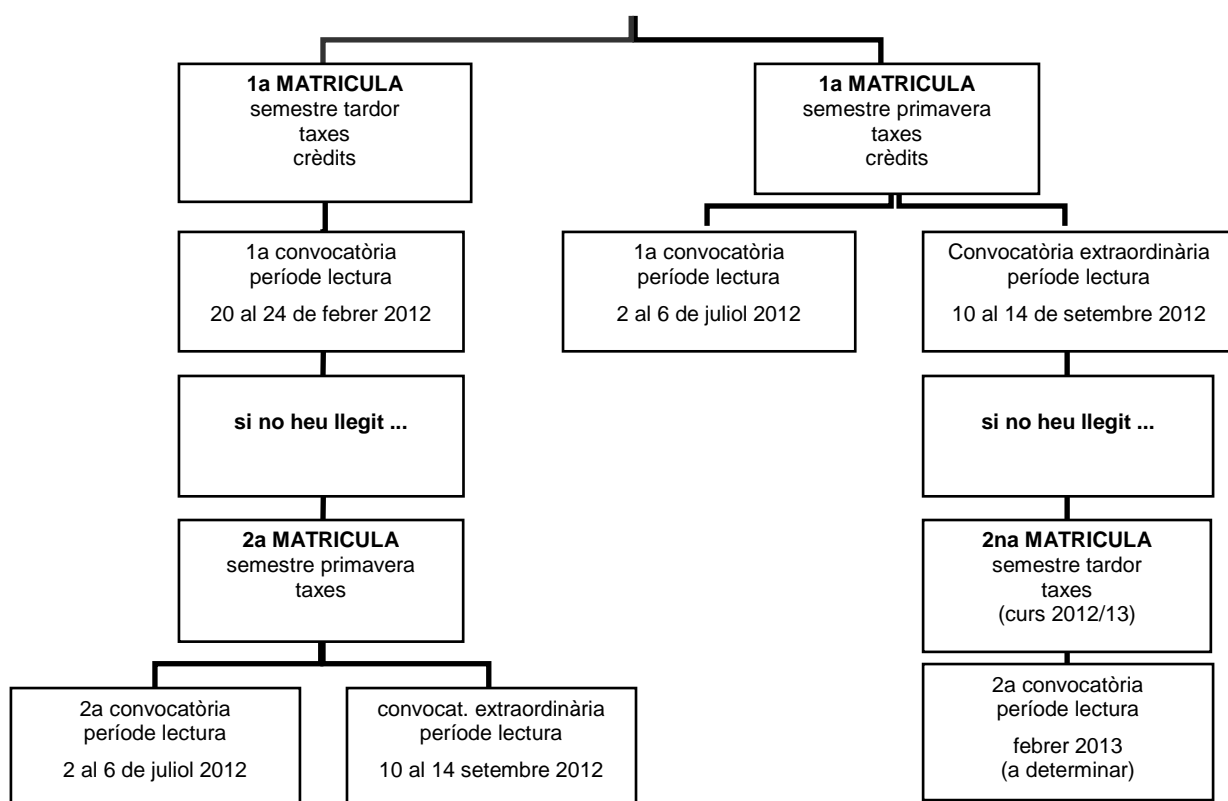 1a MATRICULA
semestre tardor
taxes
crèdits
1a MATRICULA
semestre primavera
taxes
crèdits
1a convocatòria
període lectura
20 al 24 de febrer 2012
1a convocatòria
període lectura
2 al 6 de juliol 2012
Convocatòria extraordinària
període lectura
10 al 14 de setembre 2012
si no heu llegit ...
si no heu llegit ...
2a MATRICULA
semestre primavera
taxes
2na MATRICULA
semestre tardor
taxes
(curs 2012/13)
2a convocatòria
període lectura
2 al 6 de juliol 2012
convocat. extraordinària
període lectura
10 al 14 setembre 2012
2a convocatòria
període lectura
febrer 2013
(a determinar)